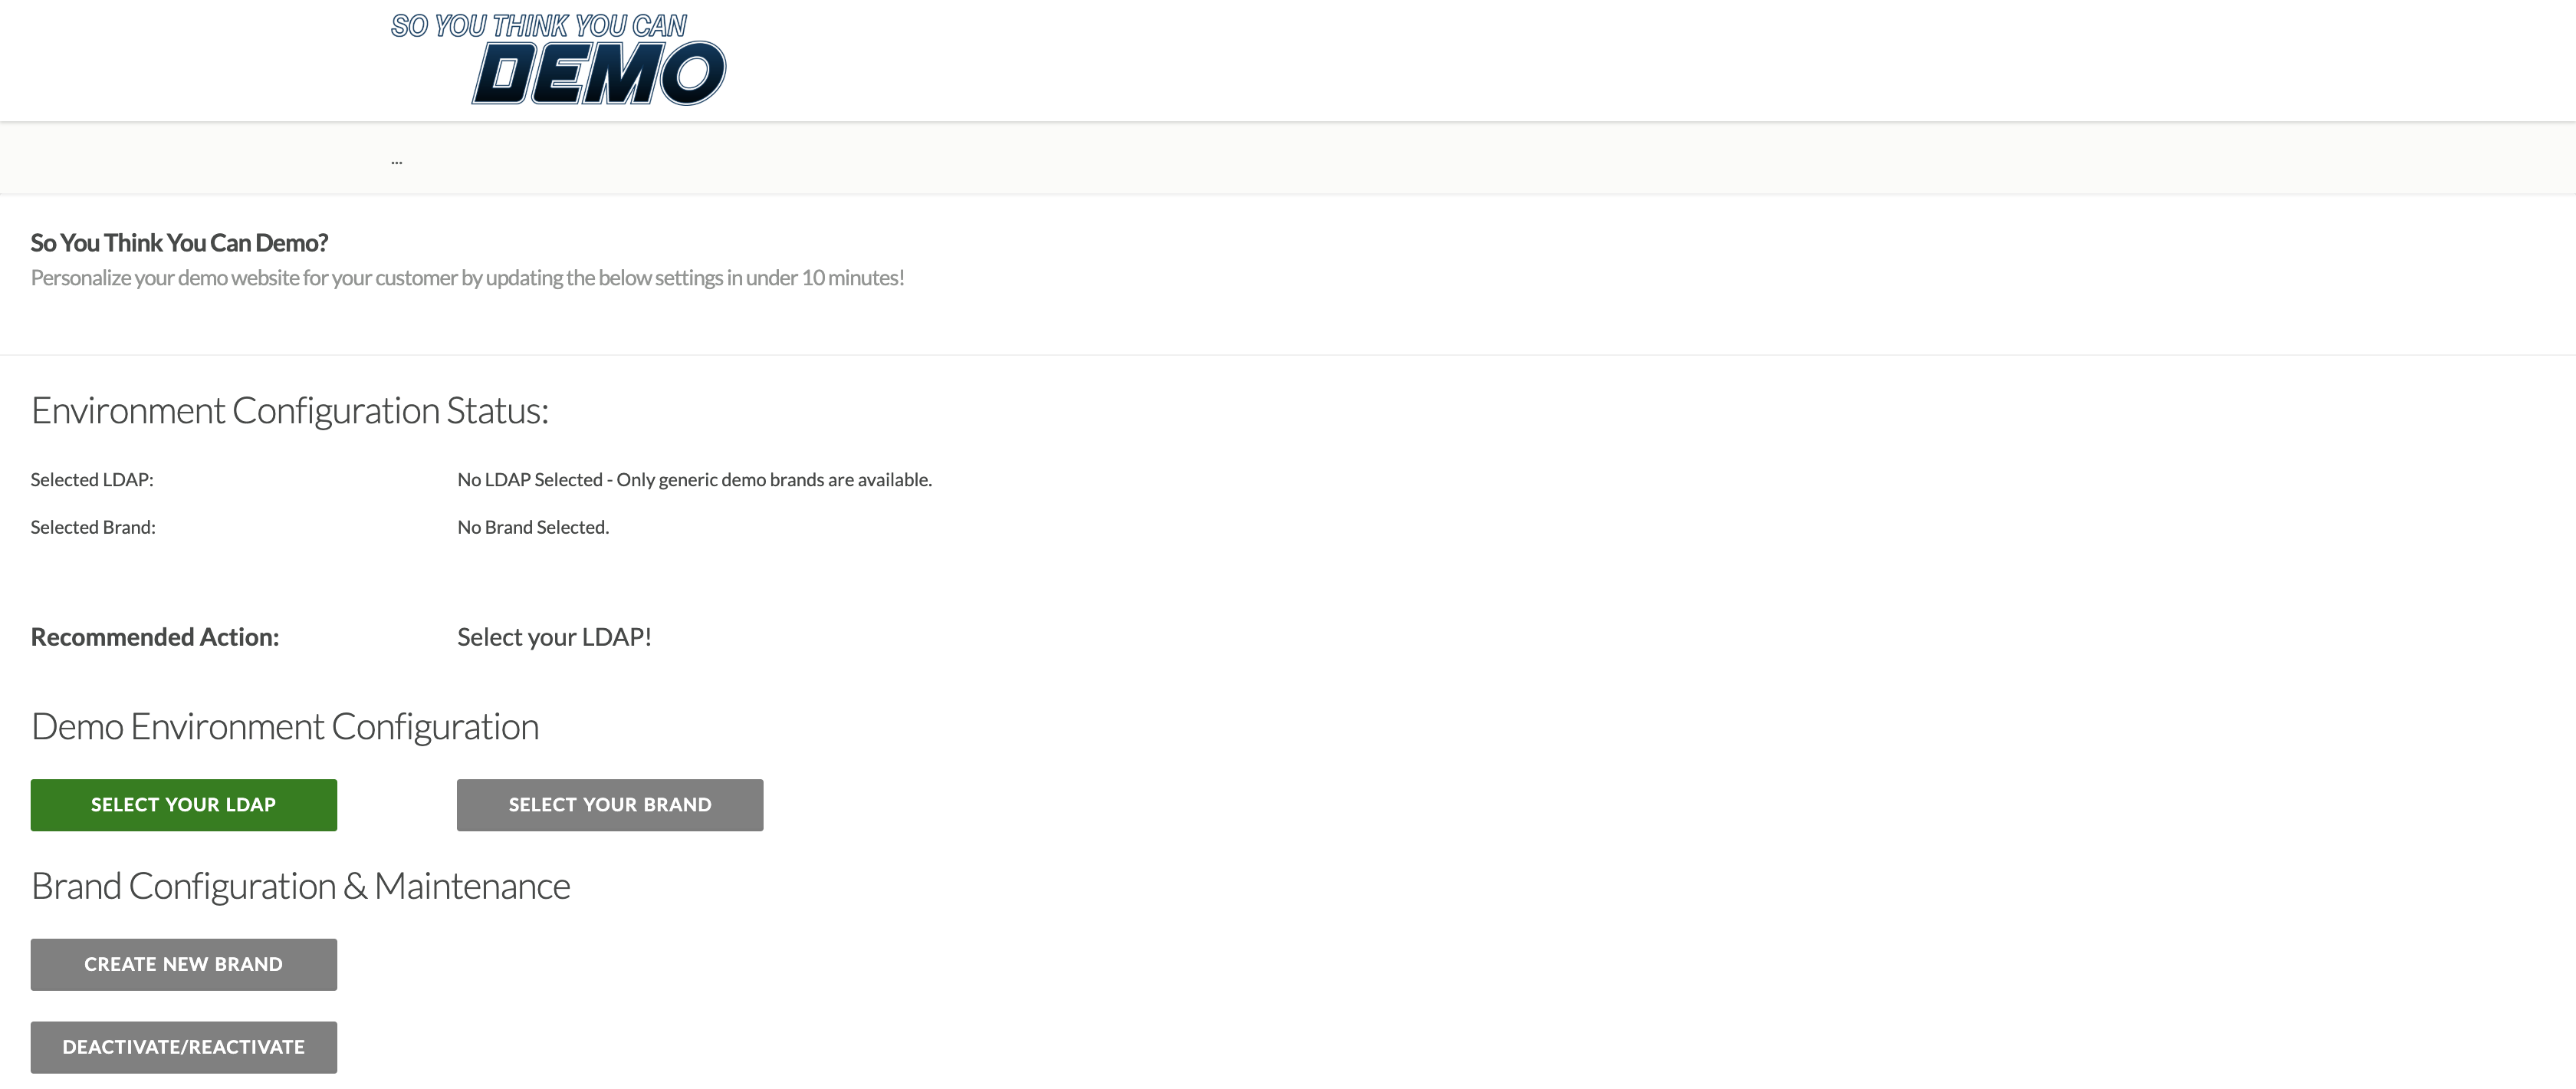 SO YOU THINK YOU CAN
DEMO
...
So You Think You Can Demo?
Personalize your demo website for your customer by updating the below settings in under 10 minutes!
Environment Configuration Status:
Selected LDAP: No LDAP Selected - Only generic demo brands are available.
Selected Brand: No Brand Selected.
Recommended Action: Select your LDAP!
Demo Environment Configuration
SELECT YOUR LDAP SELECT YOUR BRAND
Brand Configuration & Maintenance
CREATE NEW BRAND
DEACTIVATE/REACTIVATE